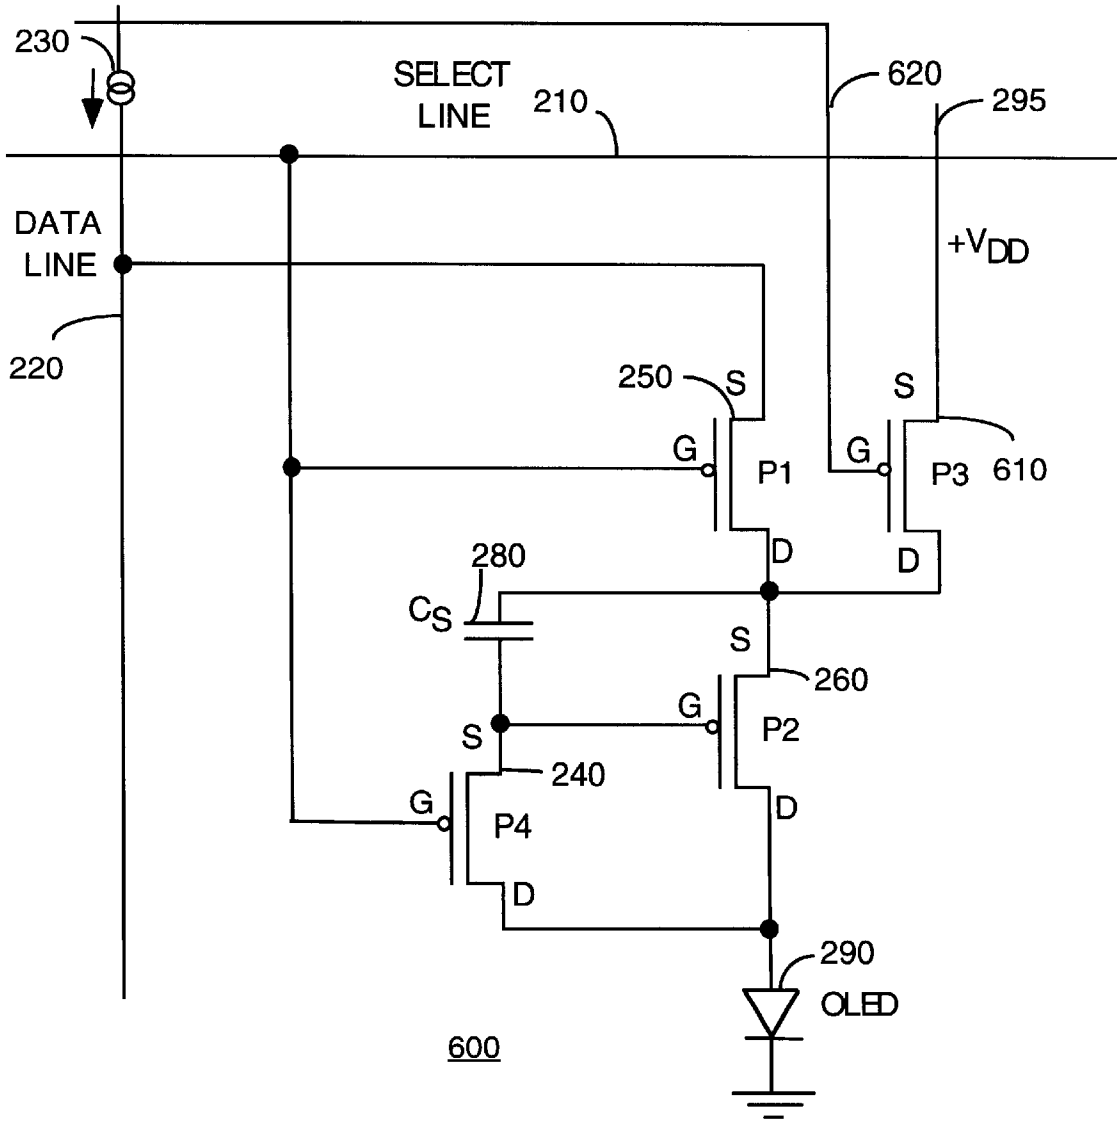 230
SELECT
LINE
620
210
295
DATA
LINE
+VDD
220
250
S
S
G
P1
G
P3
610
D
D
280
CS
S
260
G
P2
S
240
G
P4
D
D
290
OLED
600